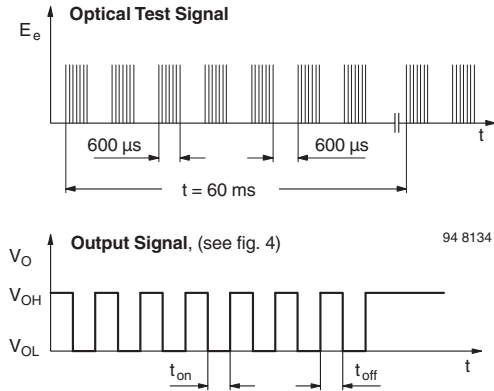 Optical Test Signal
E e
t
600 µs
600 µs
t = 60 ms
94 8134
Output Signal, (see fig. 4)
V O
V OH
V OL
t on
t off
t